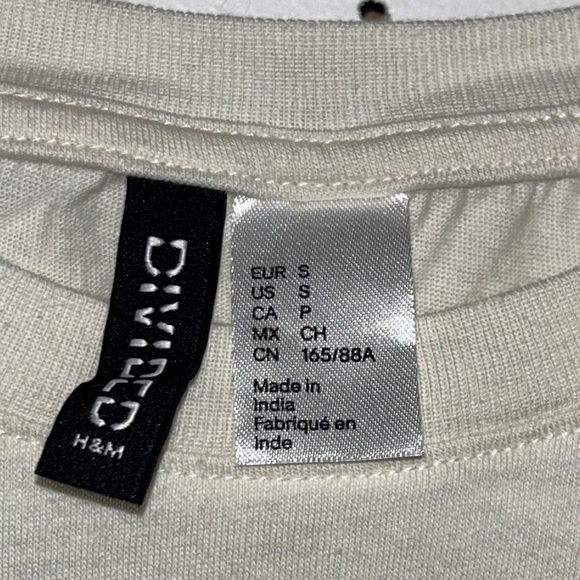 DIVIDED
H&M
EUR S
US S
CA P
MX CH
CN 165/88A
Made in
India
Fabriqué en
Inde